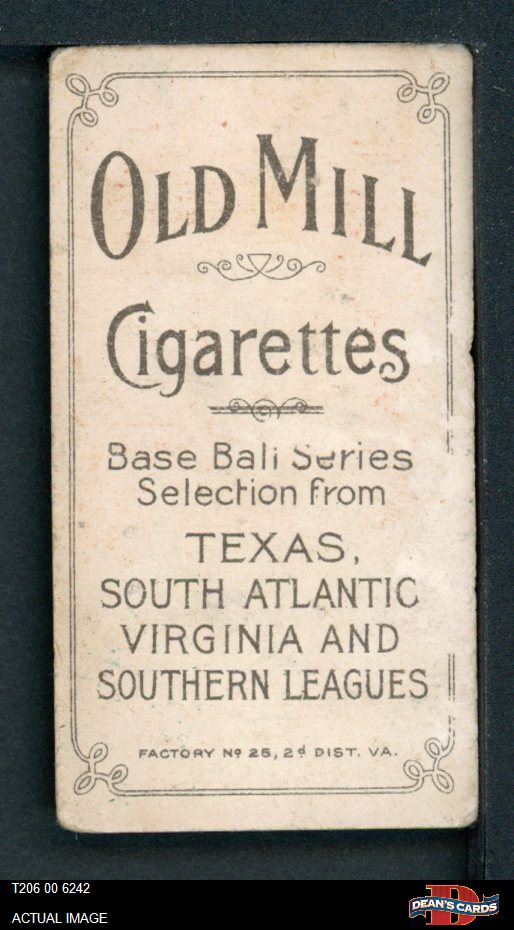 OLD MILL
Cigarettes
Base Ball Series
Selection from
TEXAS,
SOUTH ATLANTIC
VIRGINIA AND
SOUTHERN LEAGUES
FACTORY Nº 25, 2d DIST. VA.
T206 00 6242
ACTUAL IMAGE
DEAN'S CARDS